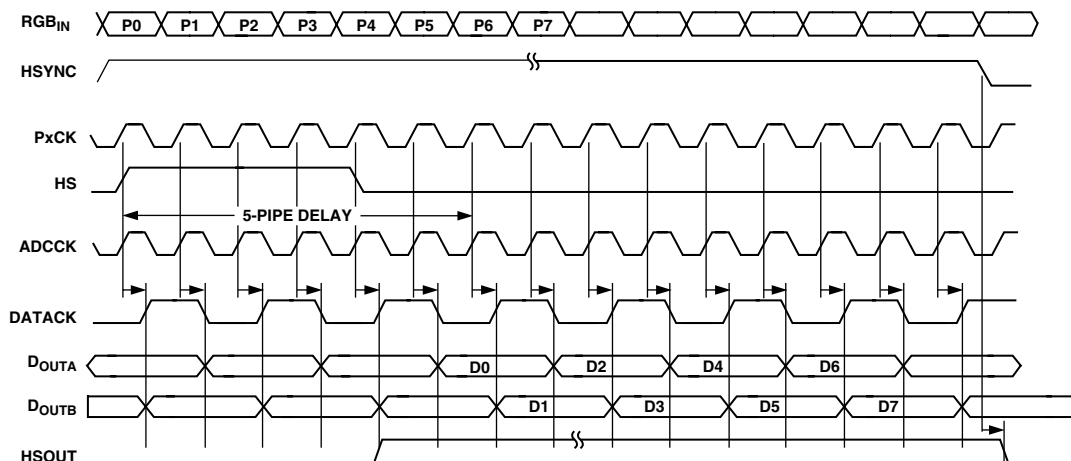 RGBIN P0 P1 P2 P3 P4 P5 P6 P7
HSYNC
PxCK
HS
5-PIPE DELAY
ADCCK
DATACK
DOUTA D0 D2 D4 D6
DOUTB D1 D3 D5 D7
HSOUT